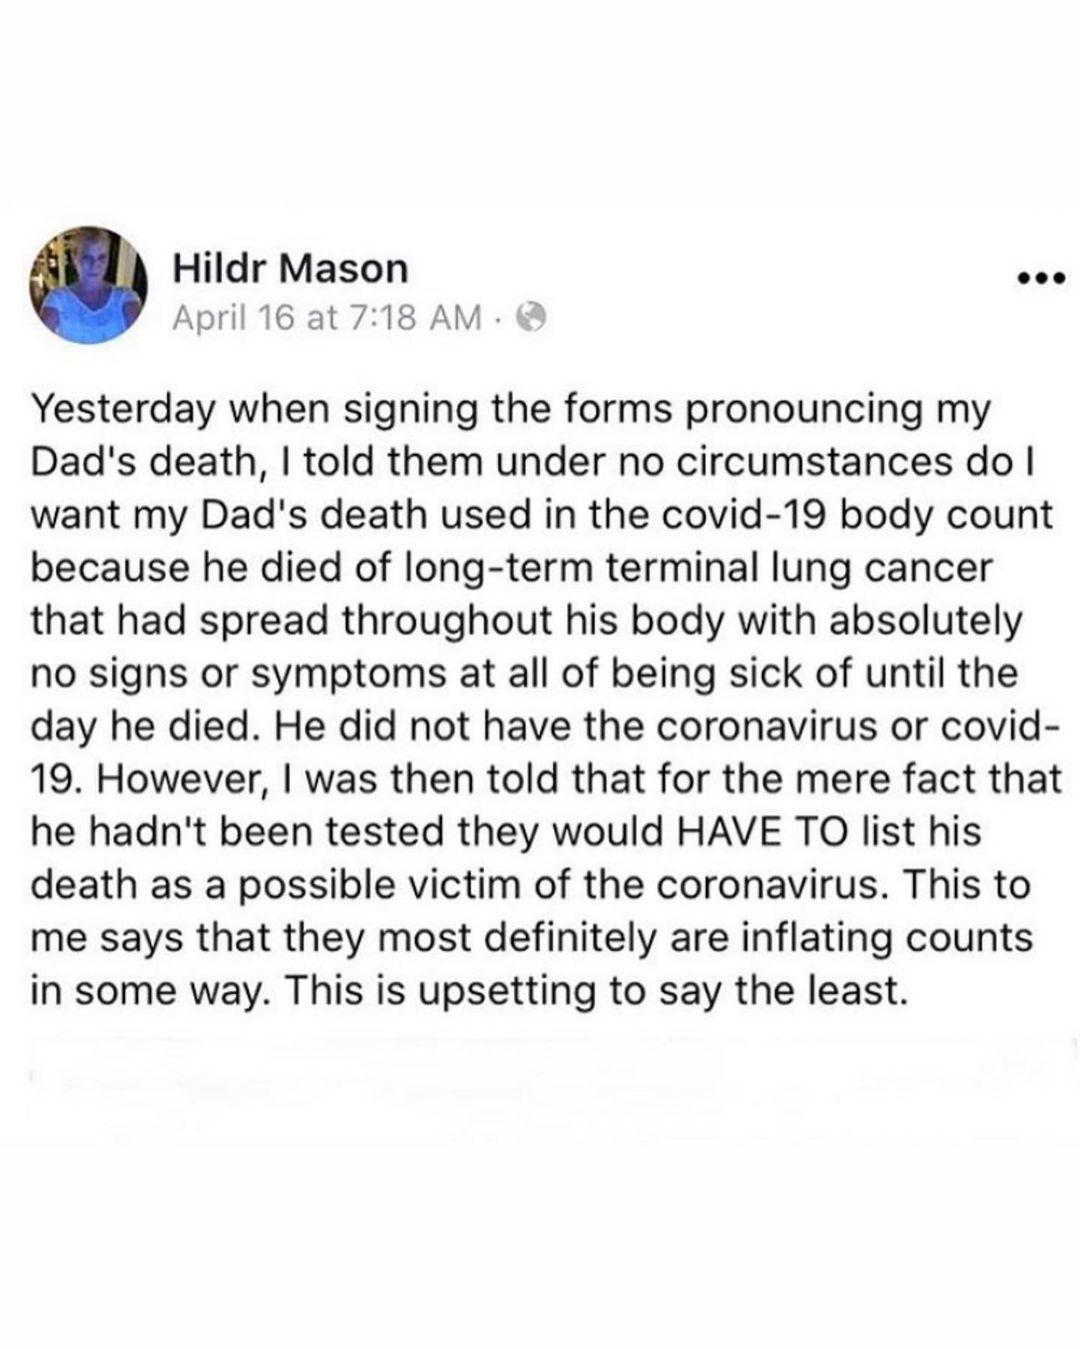 Hildr Mason
April 16 at 7:18 AM ·
Yesterday when signing the forms pronouncing my
Dad's death, I told them under no circumstances do I
want my Dad's death used in the covid-19 body count
because he died of long-term terminal lung cancer
that had spread throughout his body with absolutely
no signs or symptoms at all of being sick of until the
day he died. He did not have the coronavirus or covid-
19. However, I was then told that for the mere fact that
he hadn't been tested they would HAVE TO list his
death as a possible victim of the coronavirus. This to
me says that they most definitely are inflating counts
in some way. This is upsetting to say the least.